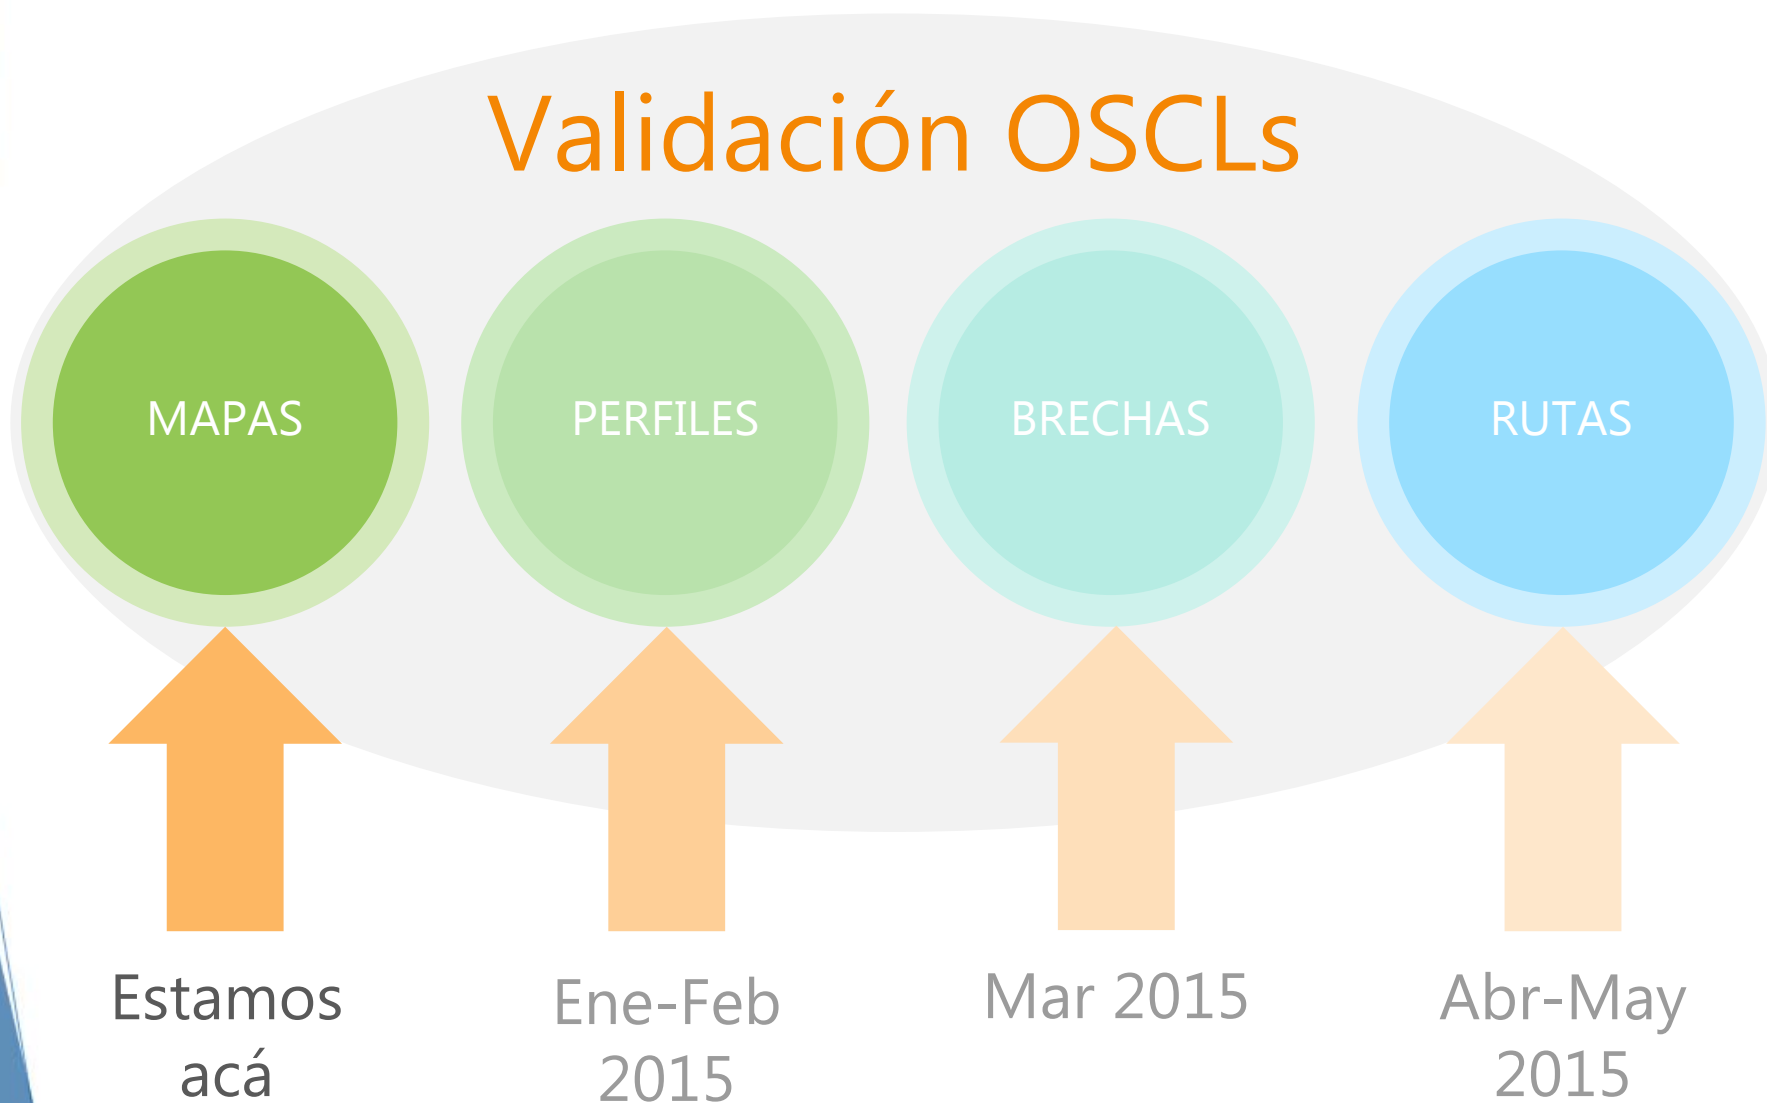 Validación OSCLs
MAPAS
PERFILES
BRECHAS
RUTAS
Estamos
acá
Ene-Feb
2015
Mar 2015
Abr-May
2015